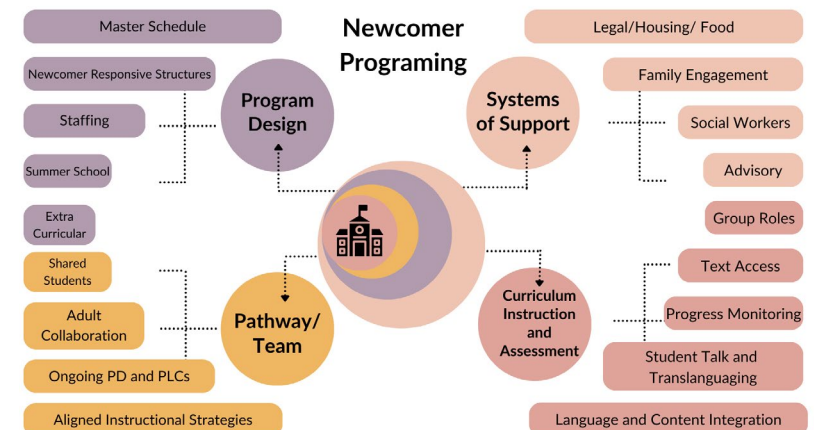 Newcomer
Programing
Master Schedule
Newcomer Responsive Structures
Staffing
Summer School
Extra
Curricular
Program
Design
Legal/Housing/ Food
Family Engagement
Social Workers
Advisory
Systems
of Support
Shared
Students
Adult
Collaboration
Ongoing PD and PLCs
Aligned Instructional Strategies
Pathway/
Team
Group Roles
Text Access
Progress Monitoring
Student Talk and
Translanguaging
Language and Content Integration
Curriculum
Instruction
and
Assessment